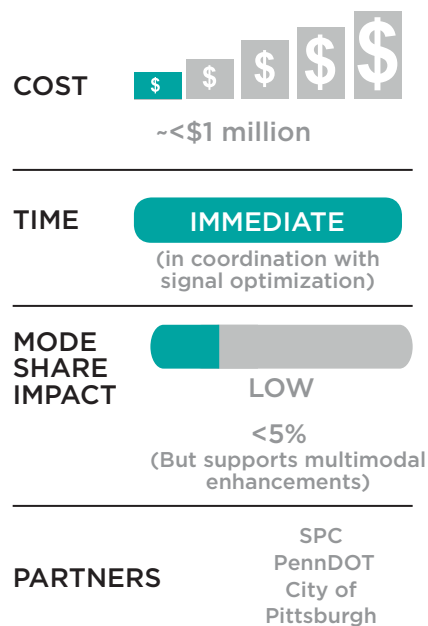 COST
$ $ $ $ $
~<$1 million
TIME
IMMEDIATE
(in coordination with
signal optimization)
MODE
SHARE
IMPACT
LOW
<5%
(But supports multimodal
enhancements)
PARTNERS
SPC
PennDOT
City of
Pittsburgh